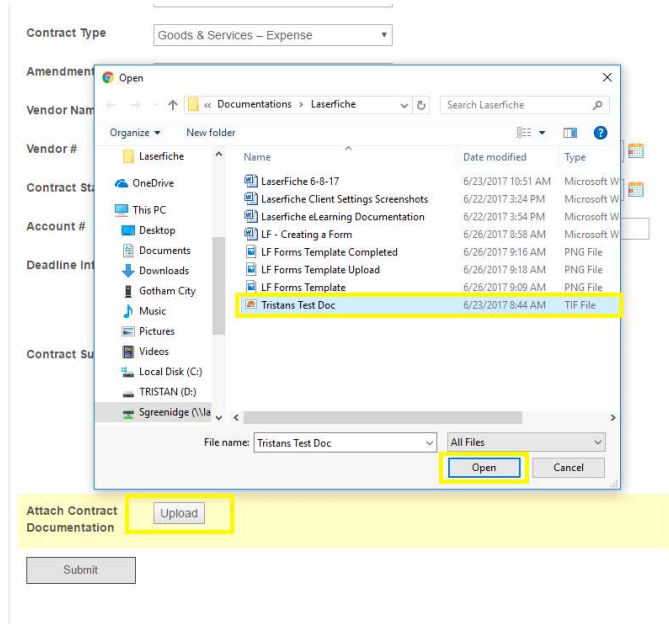 Contract Type
Goods & Services – Expense
Amendment
Open
Vendor Nam
« Documentations > Laserfiche
Search Laserfiche
Organize
New folder
Vendor #
Laserfiche
OneDrive
This PC
Desktop
Documents
Downloads
Gotham City
Music
Pictures
Videos
Local Disk (C:)
TRISTAN (D:)
Sgreenidge (\\la
Name Date modified Type
LaserFiche 6-8-17 6/23/2017 10:51 AM Microsoft W
Laserfiche Client Settings Screenshots 6/22/2017 3:24 PM Microsoft W
Laserfiche eLearning Documentation 6/22/2017 3:54 PM Microsoft W
LF - Creating a Form 6/26/2017 8:58 AM Microsoft W
LF Forms Template Completed 6/26/2017 9:16 AM PNG File
LF Forms Template Upload 6/26/2017 9:18 AM PNG File
LF Forms Template 6/26/2017 9:09 AM PNG File
Tristans Test Doc 6/23/2017 8:44 AM TIF File
Contract Sta
Account #
Deadline Inf
Contract Su
File name: Tristans Test Doc
All Files
Open
Cancel
Attach Contract
Documentation
Upload
Submit